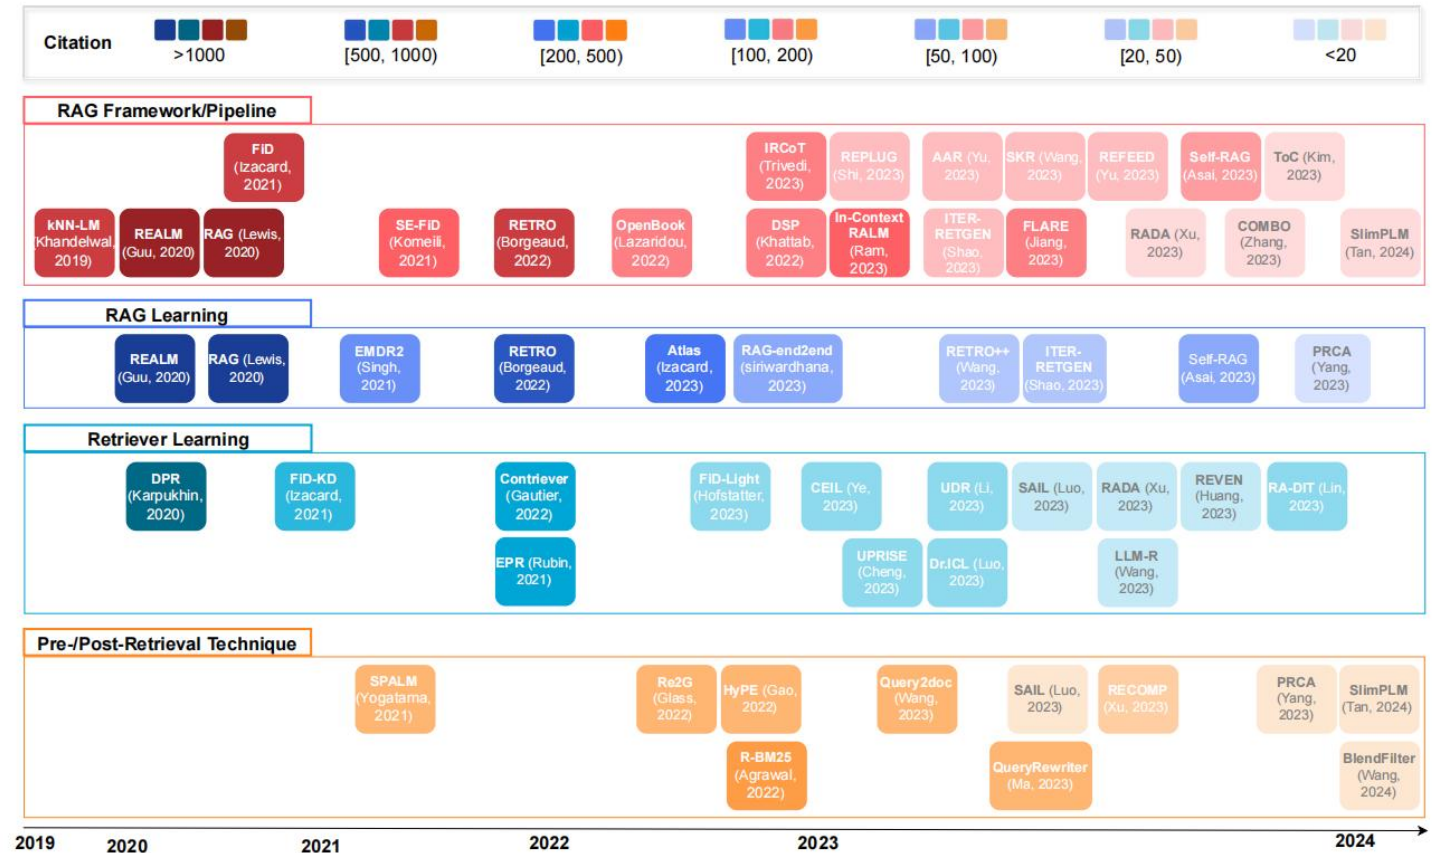 Citation
>1000
[500, 1000)
[200, 500)
[100, 200)
[50, 100)
[20, 50)
<20
RAG Framework/Pipeline
FiD
(Izacard,
2021)
IRCoT
(Trivedi,
2023)
REPLUG
(Shi, 2023)
AAR (Yu,
2023)
SKR (Wang,
2023)
REFEED
(Yu, 2023)
Self-RAG
(Asai, 2023)
ToC (Kim,
2023)
kNN-LM
(Khandelwal,
2019)
REALM
(Guu, 2020)
RAG (Lewis,
2020)
SE-FiD
(Komeili,
2021)
RETRO
(Borgeaud,
2022)
OpenBook
(Lazaridou,
2022)
DSP
(Khattab,
2022)
In-Context
RALM
(Ram,
2023)
ITER-
RETGEN
(Shao,
2023)
FLARE
(Jiang,
2023)
RADA (Xu,
2023)
COMBO
(Zhang,
2023)
SlimPLM
(Tan, 2024)
RAG Learning
REALM
(Guu, 2020)
RAG (Lewis,
2020)
EMDR2
(Singh,
2021)
RETRO
(Borgeaud,
2022)
Atlas
(Izacard,
2023)
RAG-end2end
(siriwardhana,
2023)
RETRO++
(Wang,
2023)
ITER-
RETGEN
(Shao, 2023)
Self-RAG
(Asai, 2023)
PRCA
(Yang,
2023)
Retriever Learning
DPR
(Karpukhin,
2020)
FiD-KD
(Izacard,
2021)
Contriever
(Gautier,
2022)
FiD-Light
(Hofstatter,
2023)
CEIL (Ye,
2023)
UDR (Li,
2023)
SAIL (Luo,
2023)
RADA (Xu,
2023)
REVEN
(Huang,
2023)
RA-DIT (Lin,
2023)
EPR (Rubin,
2021)
UPRISE
(Cheng,
2023)
Dr.ICL (Luo,
2023)
LLM-R
(Wang,
2023)
Pre-/Post-Retrieval Technique
SPALM
(Yogatama,
2021)
Re2G
(Glass,
2022)
HyPE (Gao,
2022)
Query2doc
(Wang,
2023)
SAIL (Luo,
2023)
RECOMP
(Xu, 2023)
PRCA
(Yang,
2023)
SlimPLM
(Tan, 2024)
R-BM25
(Agrawal,
2022)
QueryRewriter
(Ma, 2023)
BlendFilter
(Wang,
2024)
2019
2020
2021
2022
2023
2024